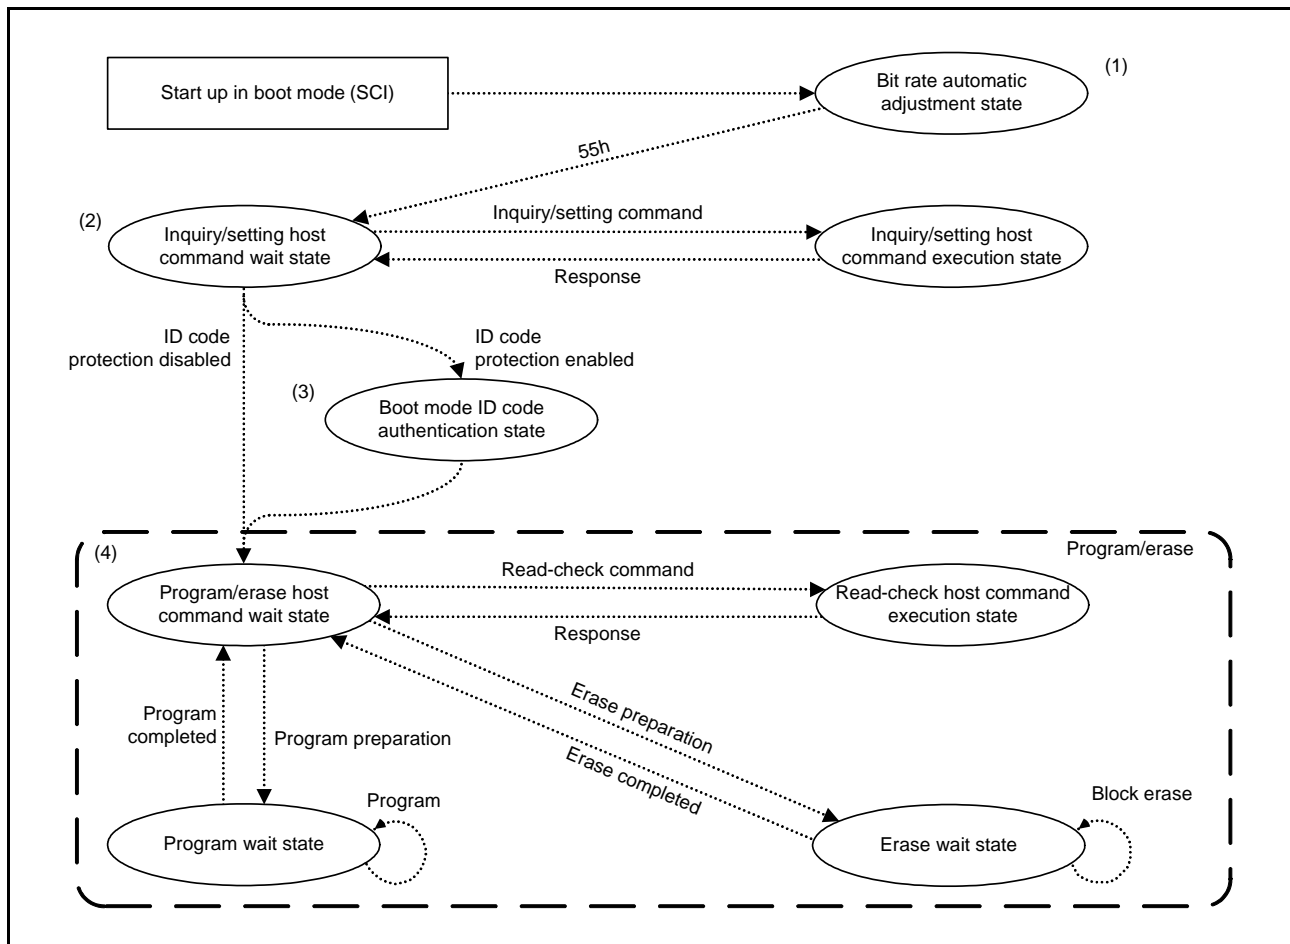 Start up in boot mode (SCI)
Bit rate automatic
adjustment state
(1)
55h
(2)
Inquiry/setting host
command wait state
Inquiry/setting command
Response
Inquiry/setting host
command execution state
ID code
protection disabled
ID code
protection enabled
(3)
Boot mode ID code
authentication state
Program/erase
(4)
Program/erase host
command wait state
Read-check command
Response
Read-check host command
execution state
Erase preparation
Erase completed
Program
completed
Program preparation
Program wait state
Program
Erase wait state
Block erase